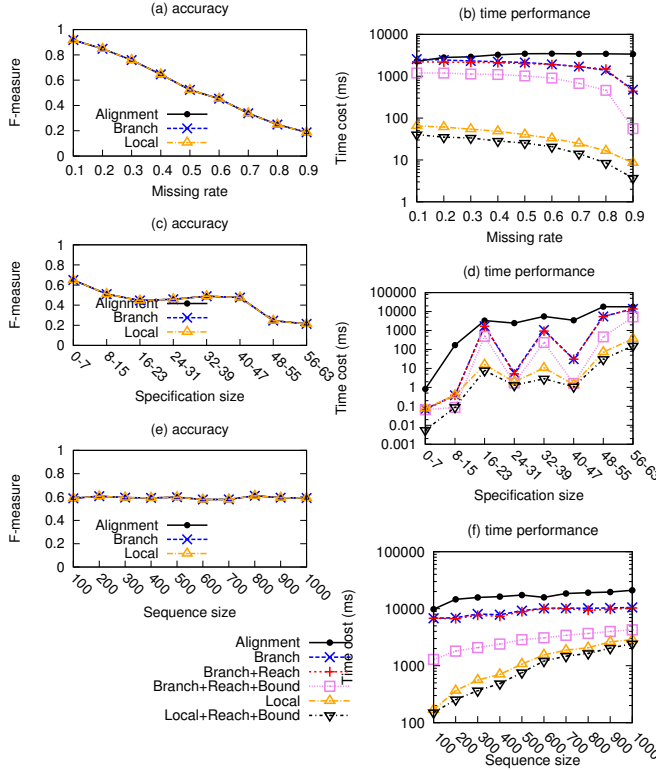 (a) accuracy
F-measure
1
0.8
0.6
0.4
0.2
0
Alignment
Branch
Local
0.1 0.2 0.3 0.4 0.5 0.6 0.7 0.8 0.9
Missing rate
(b) time performance
Time cost (ms)
10000
1000
100
10
1
0.1 0.2 0.3 0.4 0.5 0.6 0.7 0.8 0.9
Missing rate
(c) accuracy
F-measure
1
0.8
0.6
0.4
0.2
0
Alignment
Branch
Local
0-7 8-15 16-23 24-31 32-39 40-47 48-55 56-63
Specification size
(d) time performance
Time cost (ms)
100000
10000
1000
100
10
1
0.1
0.01
0.001
0-7 8-15 16-23 24-31 32-39 40-47 48-55 56-63
Specification size
(e) accuracy
F-measure
1
0.8
0.6
0.4
0.2
0
Alignment
Branch
Local
100 200 300 400 500 600 700 800 900 1000
Sequence size
(f) time performance
Time cost (ms)
100000
10000
1000
100
100 200 300 400 500 600 700 800 900 1000
Sequence size
Alignment
Branch
Branch+Reach
Branch+Reach+Bound
Local
Local+Reach+Bound